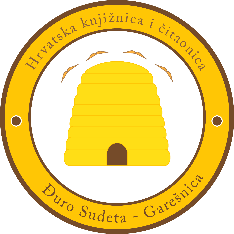 Hrvatska knjižnica i čitaonica
Đuro Sudeta - Garešnica